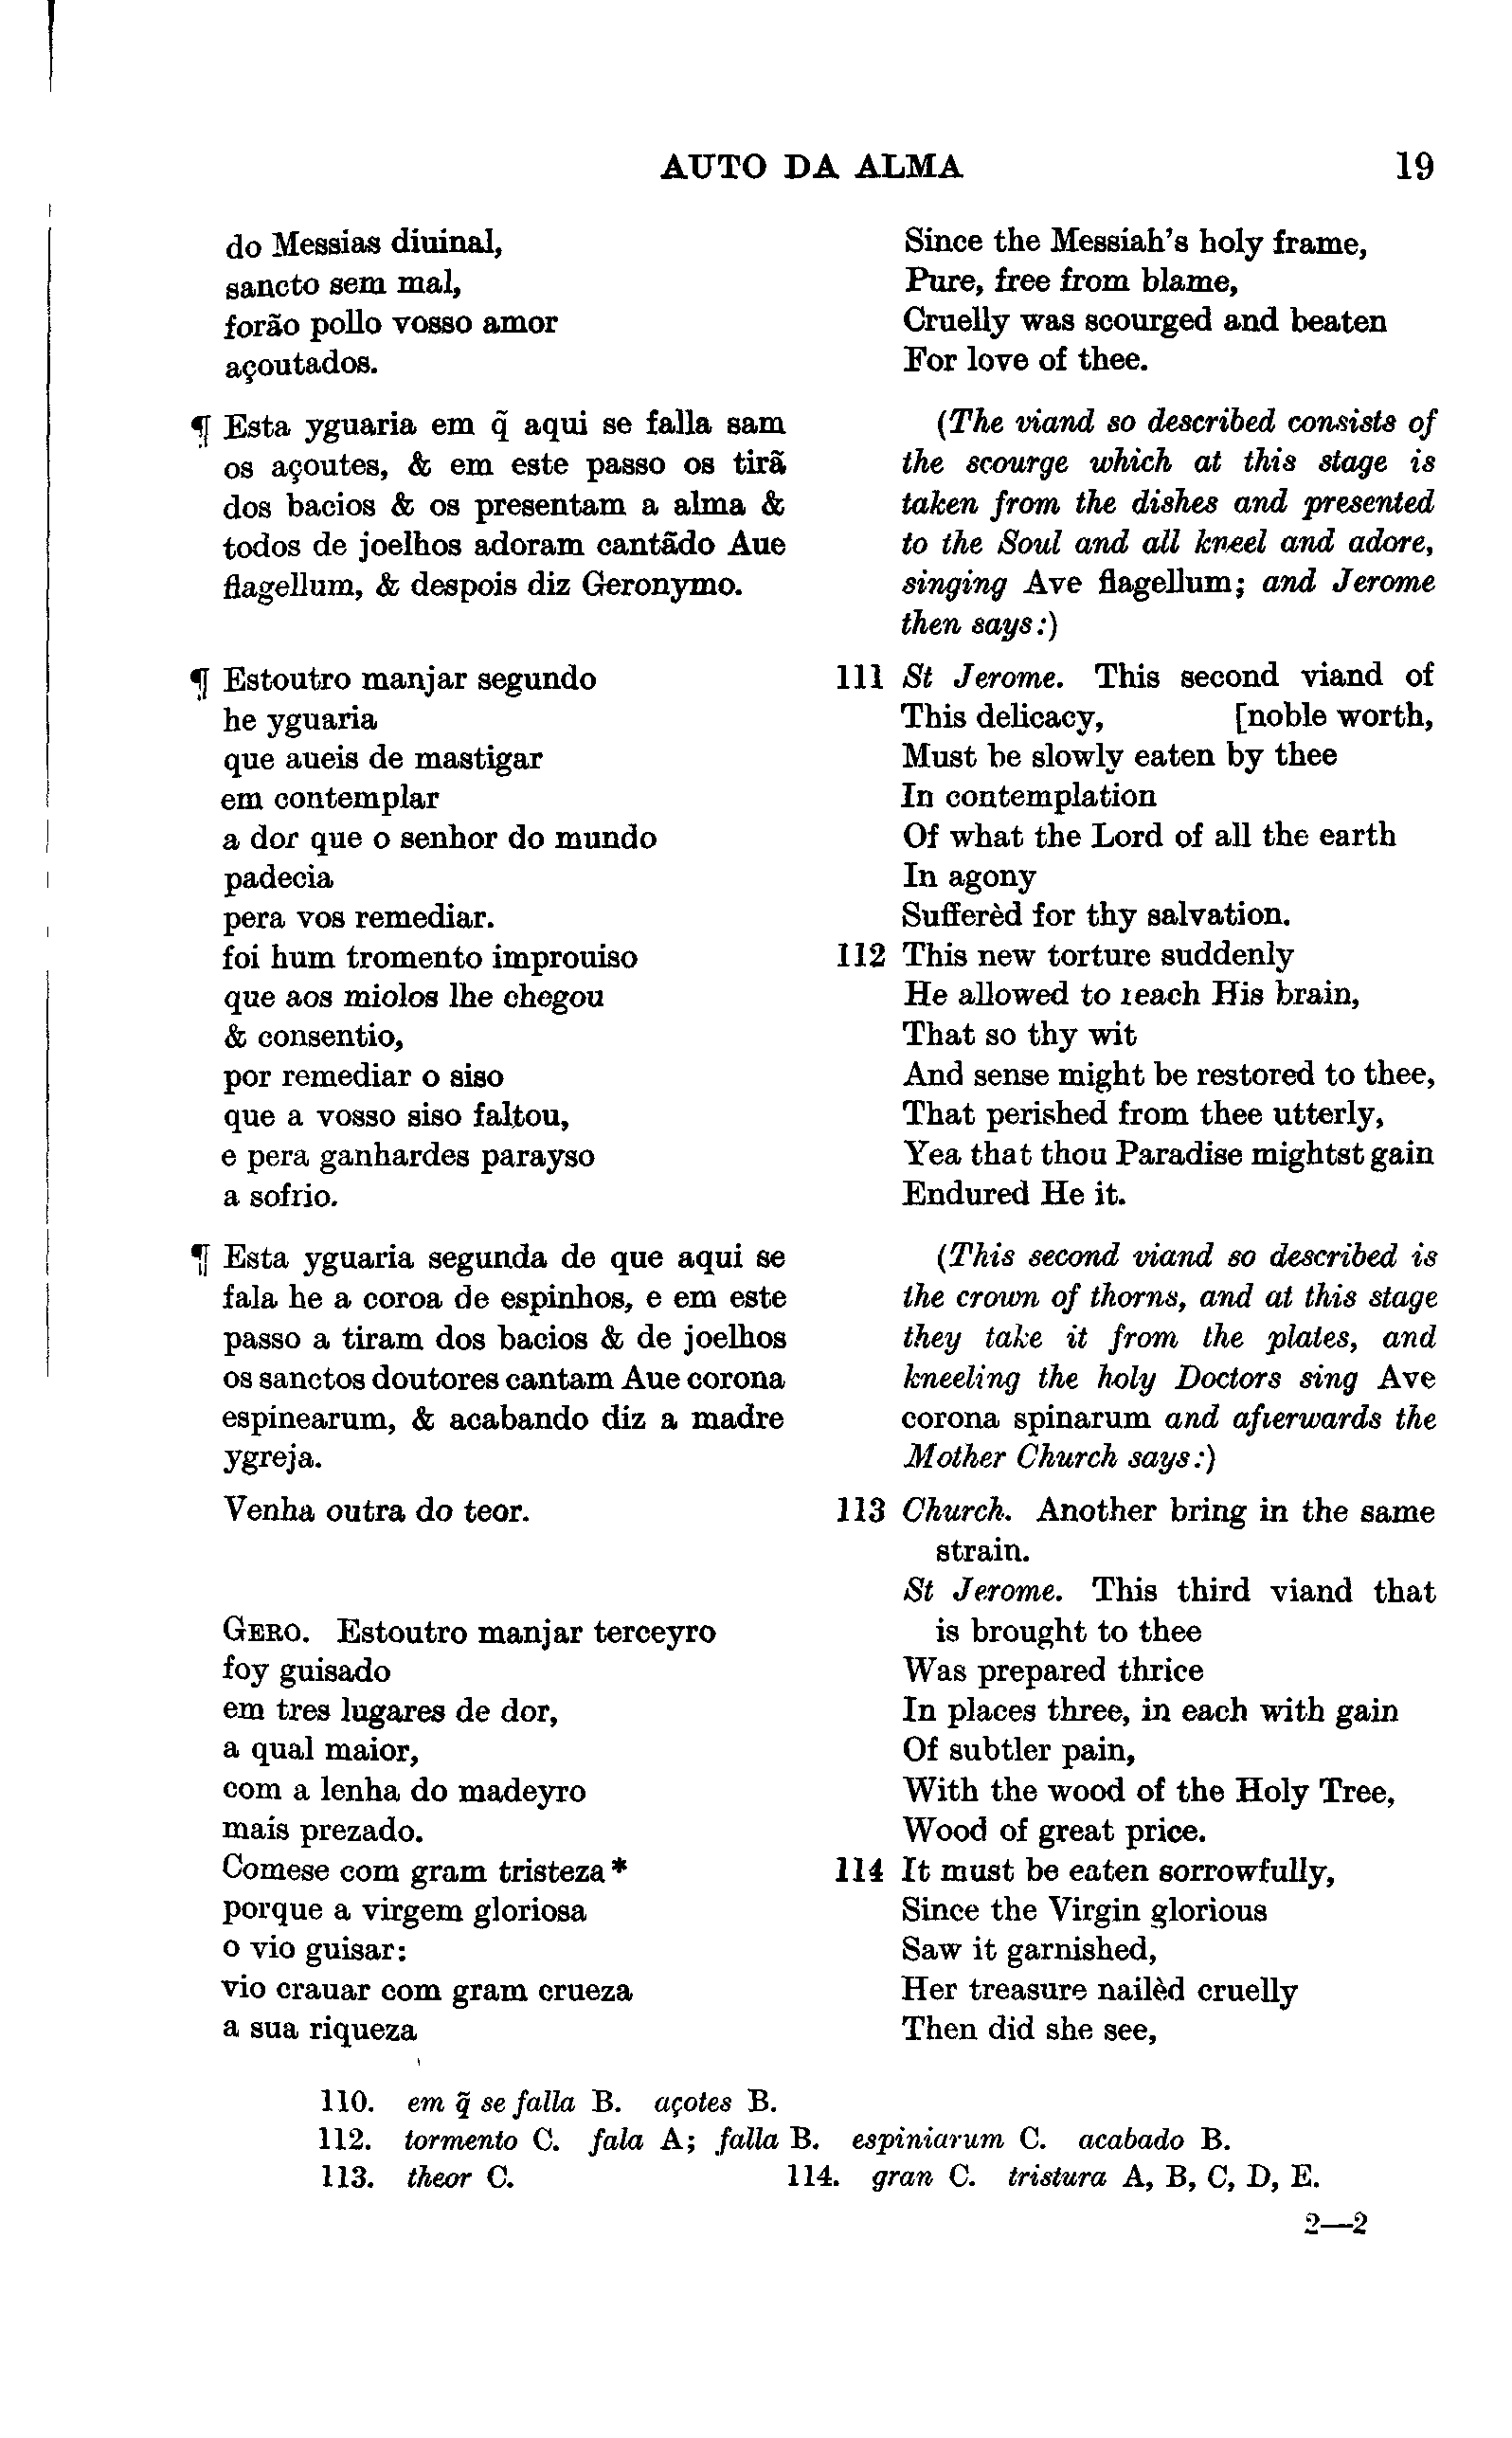 AUTO DA ALMA 19
do Messias diuinal,
sancto sem mal,
forão pollo vosso amor
açoutados.
¶ Esta yguaria em q̃ aqui se falla sam
os açoutes, & em este passo os tirã
dos bacios & os presentam a alma &
todos de joelhos adoram cantãdo Aue
flagellum, & despois diz Geronymo.
¶ Estoutro manjar segundo
he yguaria
que aueis de mastigar
em contemplar
a dor que o senhor do mundo
padecia
pera vos remediar.
foi hum tromento improuiso
que aos miolos lhe chegou
& consentio,
por remediar o siso
que a vosso siso faltou,
e pera ganhardes parayso
a sofrio.
¶ Esta yguaria segunda de que aqui se
fala he a coroa de espinhos, e em este
passo a tiram dos bacios & de joelhos
os sanctos doutores cantam Aue corona
espinearum, & acabando diz a madre
ygreja.
Venha outra do teor.
GERO. Estoutro manjar terceyro
foy guisado
em tres lugares de dor,
a qual maior,
com a lenha do madeyro
mais prezado.
Comese com gram tristeza*
porque a virgem gloriosa
o vio guisar:
vio crauar com gram crueza
a sua riqueza
Since the Messiah's holy frame,
Pure, free from blame,
Cruelly was scourged and beaten
For love of thee.
(The viand so described consists of
the scourge which at this stage is
taken from the dishes and presented
to the Soul and all kneel and adore,
singing Ave flagellum; and Jerome
then says:)
111 St Jerome. This second viand of
This delicacy, [noble worth,
Must be slowly eaten by thee
In contemplation
Of what the Lord of all the earth
In agony
Sufferèd for thy salvation.
112 This new torture suddenly
He allowed to reach His brain,
That so thy wit
And sense might be restored to thee,
That perished from thee utterly,
Yea that thou Paradise mightst gain
Endured He it.
(This second viand so described is
the crown of thorns, and at this stage
they take it from the plates, and
kneeling the holy Doctors sing Ave
corona spinarum and afterwards the
Mother Church says:)
113 Church. Another bring in the same
strain.
St Jerome. This third viand that
is brought to thee
Was prepared thrice
In places three, in each with gain
Of subtler pain,
With the wood of the Holy Tree,
Wood of great price.
114 It must be eaten sorrowfully,
Since the Virgin glorious
Saw it garnished,
Her treasure nailèd cruelly
Then did she see,
110. em q̃ se falla B. açotes B.
112. tormento C. fala A; falla B. espiniarum C. acabado B.
113. theor C. 114. gran C. tristura A, B, C, D, E.
2—2